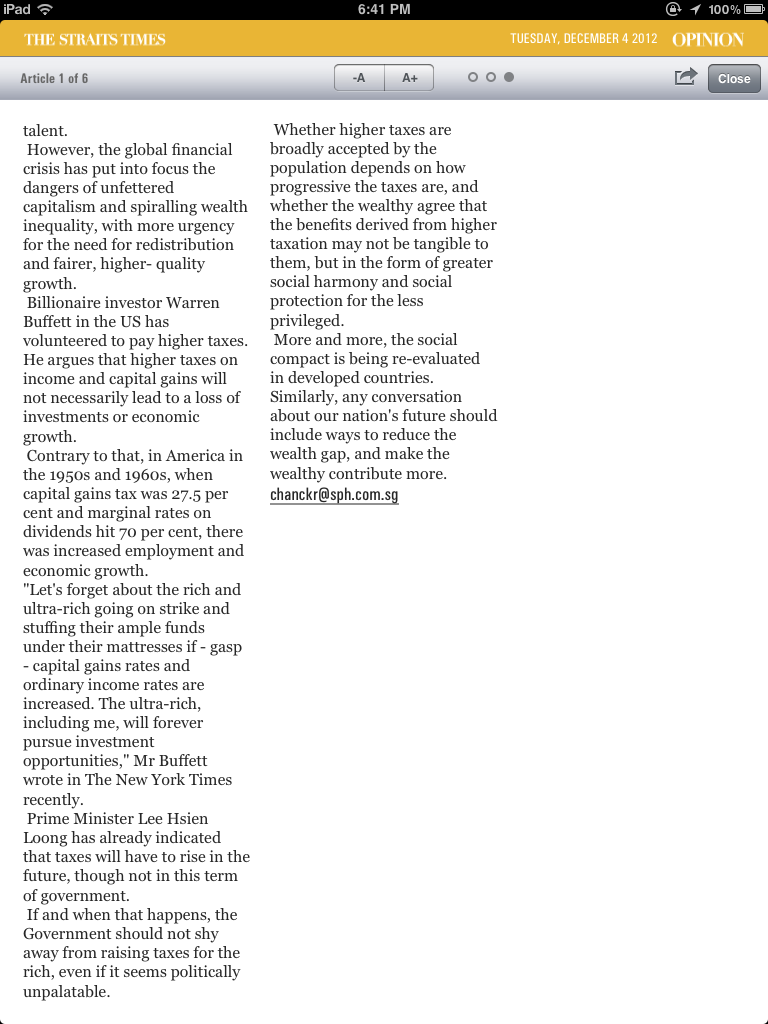 iPad
6:41 PM
100%
THE STRAITS TIMES
TUESDAY, DECEMBER 4 2012
OPINION
Article 1 of 6
-A
A+
Close
talent.
However, the global financial
crisis has put into focus the
dangers of unfettered
capitalism and spiralling wealth
inequality, with more urgency
for the need for redistribution
and fairer, higher- quality
growth.
Billionaire investor Warren
Buffett in the US has
volunteered to pay higher taxes.
He argues that higher taxes on
income and capital gains will
not necessarily lead to a loss of
investments or economic
growth.
Contrary to that, in America in
the 1950s and 1960s, when
capital gains tax was 27.5 per
cent and marginal rates on
dividends hit 70 per cent, there
was increased employment and
economic growth.
"Let's forget about the rich and
ultra-rich going on strike and
stuffing their ample funds
under their mattresses if - gasp
- capital gains rates and
ordinary income rates are
increased. The ultra-rich,
including me, will forever
pursue investment
opportunities," Mr Buffett
wrote in The New York Times
recently.
Prime Minister Lee Hsien
Loong has already indicated
that taxes will have to rise in the
future, though not in this term
of government.
If and when that happens, the
Government should not shy
away from raising taxes for the
rich, even if it seems politically
unpalatable.
Whether higher taxes are
broadly accepted by the
population depends on how
progressive the taxes are, and
whether the wealthy agree that
the benefits derived from higher
taxation may not be tangible to
them, but in the form of greater
social harmony and social
protection for the less
privileged.
More and more, the social
compact is being re-evaluated
in developed countries.
Similarly, any conversation
about our nation's future should
include ways to reduce the
wealth gap, and make the
wealthy contribute more.
chanckr@sph.com.sg